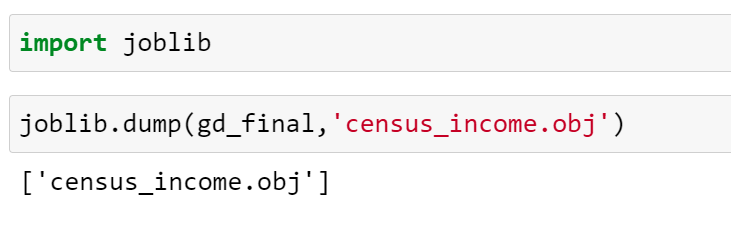 import joblib
joblib.dump(gd_final,'census_income.obj')
['census_income.obj']